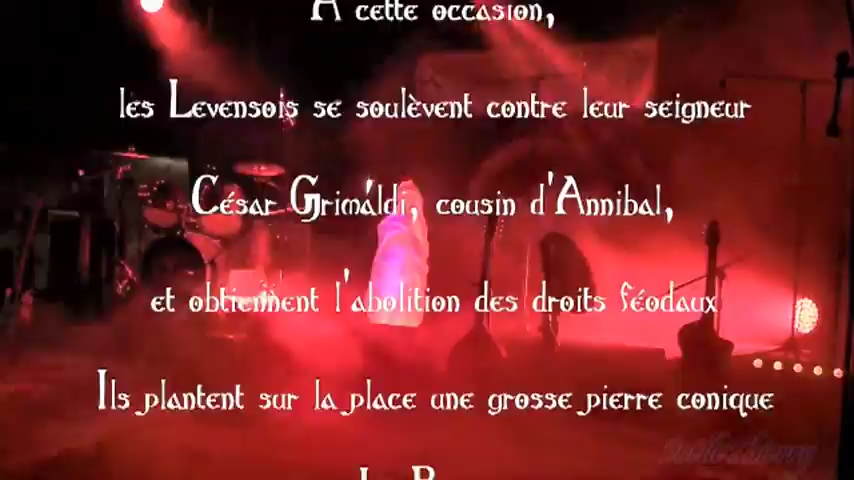 A cette occasion,
les Levensois se soulèvent contre leur seigneur
César Grimaldi, cousin d'Annibal,
et obtiennent l'abolition des droits féodaux
Ils plantent sur la place une grosse pierre conique